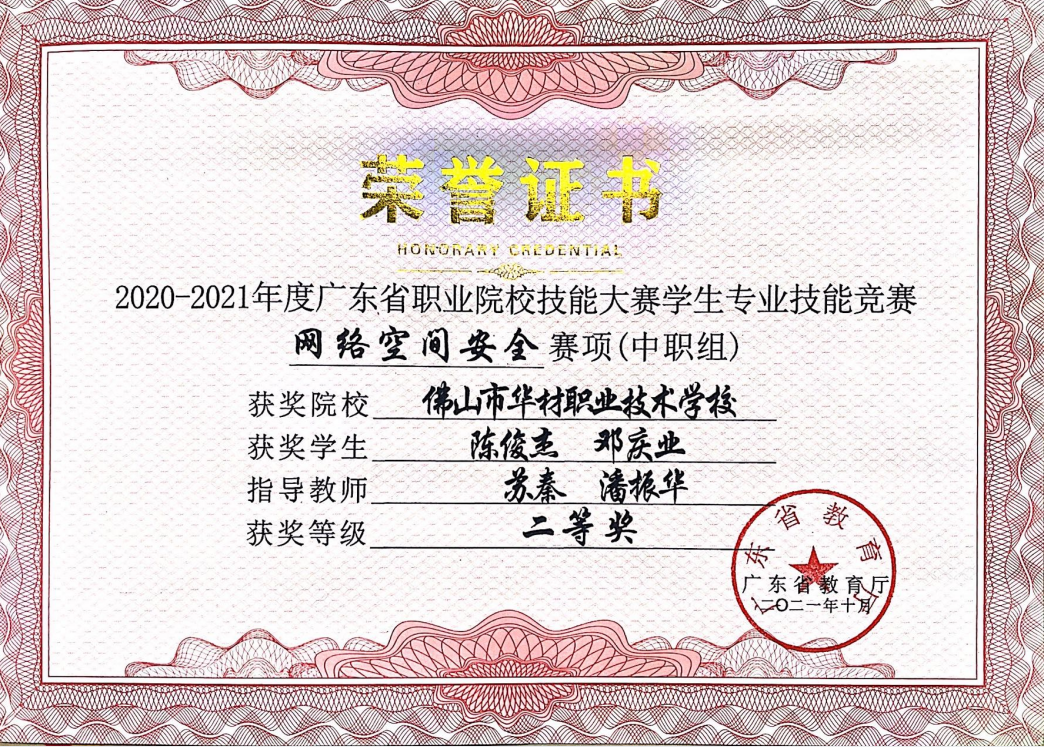 荣誉证书
HONORARY CREDENTIAL
2020-2021年度广东省职业院校技能大赛学生专业技能竞赛
网络空间安全 赛项(中职组)
获奖院校 佛山市华材职业技术学校
获奖学生 陈俊杰 邓庆业
指导教师 苏秦 潘振华
获奖等级 二等奖
广东省教育厅
广东省教育厅
二〇二一年十月